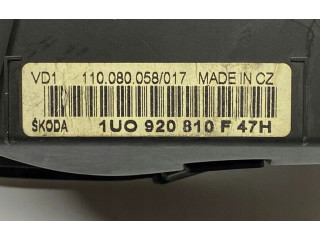 VD1 110.080.058/017 MADE IN CZ
ŠKODA 1UO 920 810 F 47H